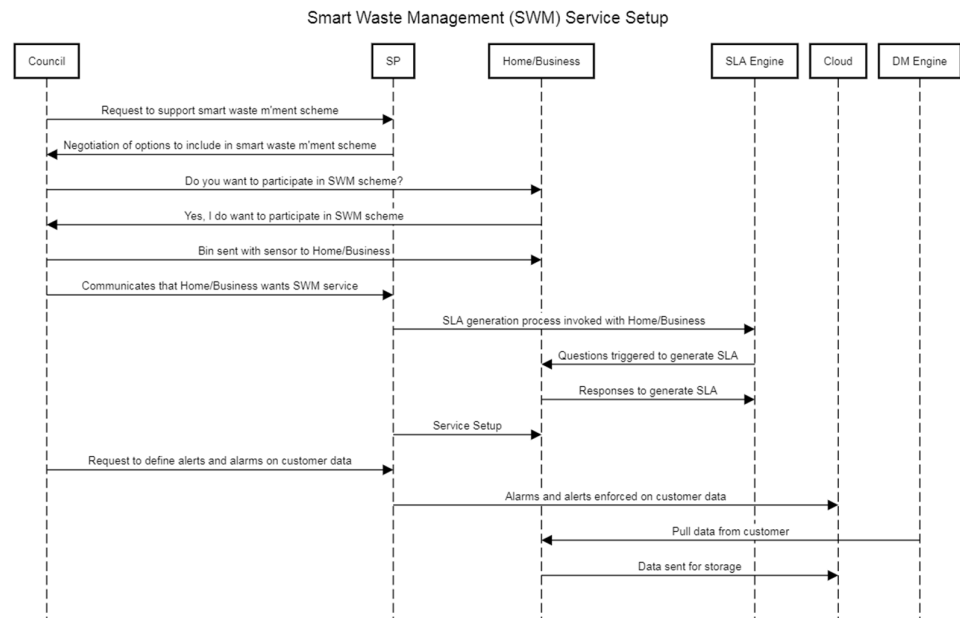 Smart Waste Management (SWM) Service Setup
Council
SP
Home/Business
SLA Engine
Cloud
DM Engine
Request to support smart waste m'ment scheme
Negotiation of options to include in smart waste m'ment scheme
Do you want to participate in SWM scheme?
Yes, I do want to participate in SWM scheme
Bin sent with sensor to Home/Business
Communicates that Home/Business wants SWM service
SLA generation process invoked with Home/Business
Questions triggered to generate SLA
Responses to generate SLA
Service Setup
Request to define alerts and alarms on customer data
Alarms and alerts enforced on customer data
Pull data from customer
Data sent for storage